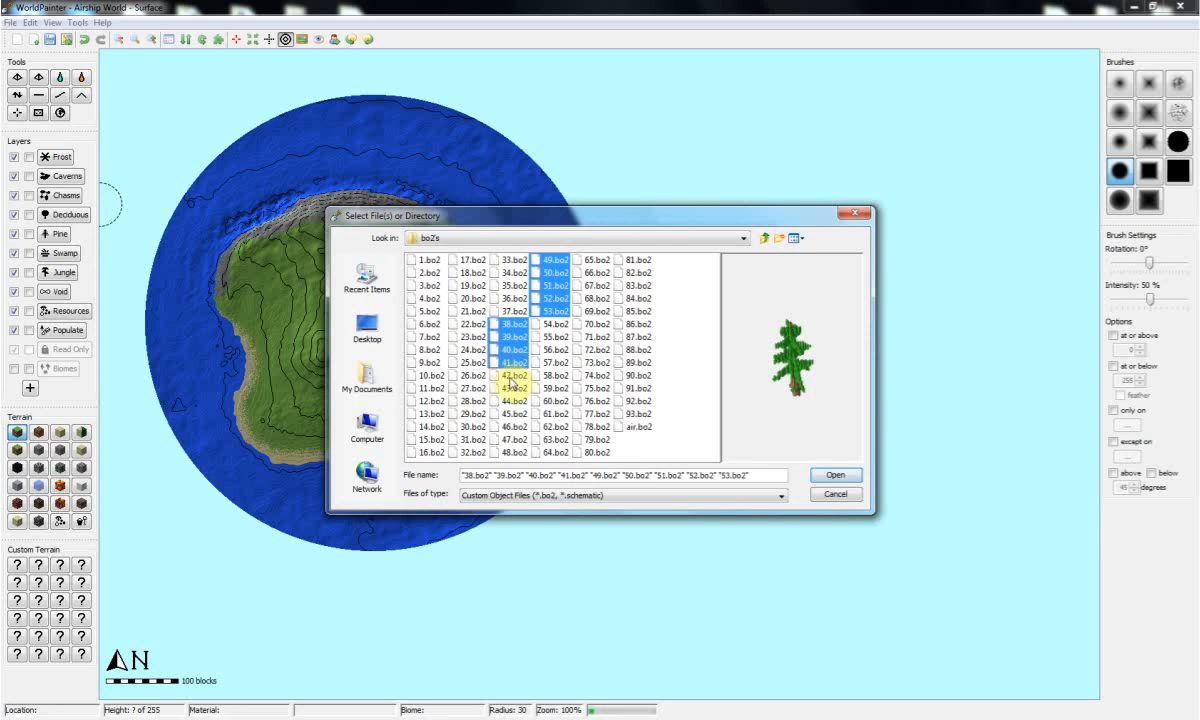 WorldPainter - Airship World - Surface
File Edit View Tools Help
Tools
Layers
Frost
Caverns
Chasms
Deciduous
Pine
Swamp
Jungle
Void
Resources
Populate
Read Only
Biomes
+
Terrain
Custom Terrain
? ? ? ?
? ? ? ?
? ? ? ?
? ? ? ?
? ? ? ?
? ? ? ?
Select File(s) or Directory
Look in: bo2's
Recent Items
Desktop
My Documents
Computer
Network
1.bo2 17.bo2 33.bo2 49.bo2 65.bo2 81.bo2
2.bo2 18.bo2 34.bo2 50.bo2 66.bo2 82.bo2
3.bo2 19.bo2 35.bo2 51.bo2 67.bo2 83.bo2
4.bo2 20.bo2 36.bo2 52.bo2 68.bo2 84.bo2
5.bo2 21.bo2 37.bo2 53.bo2 69.bo2 85.bo2
6.bo2 22.bo2 38.bo2 54.bo2 70.bo2 86.bo2
7.bo2 23.bo2 39.bo2 55.bo2 71.bo2 87.bo2
8.bo2 24.bo2 40.bo2 56.bo2 72.bo2 88.bo2
9.bo2 25.bo2 41.bo2 57.bo2 73.bo2 89.bo2
10.bo2 26.bo2 42.bo2 58.bo2 74.bo2 90.bo2
11.bo2 27.bo2 43.bo2 59.bo2 75.bo2 91.bo2
12.bo2 28.bo2 44.bo2 60.bo2 76.bo2 92.bo2
13.bo2 29.bo2 45.bo2 61.bo2 77.bo2 93.bo2
14.bo2 30.bo2 46.bo2 62.bo2 78.bo2 air.bo2
15.bo2 31.bo2 47.bo2 63.bo2 79.bo2
16.bo2 32.bo2 48.bo2 64.bo2 80.bo2
File name: "38.bo2" "39.bo2" "40.bo2" "41.bo2" "49.bo2" "50.bo2" "51.bo2" "52.bo2" "53.bo2"
Open
Files of type: Custom Object Files (*.bo2, *.schematic)
Cancel
Brushes
Brush Settings
Rotation: 0°
Intensity: 50 %
Options
at or above
0
at or below
255
feather
only on
...
except on
...
above below
45 degrees
N
100 blocks
Location: Height: ? of 255 Material: Biome: Radius: 30 Zoom: 100%